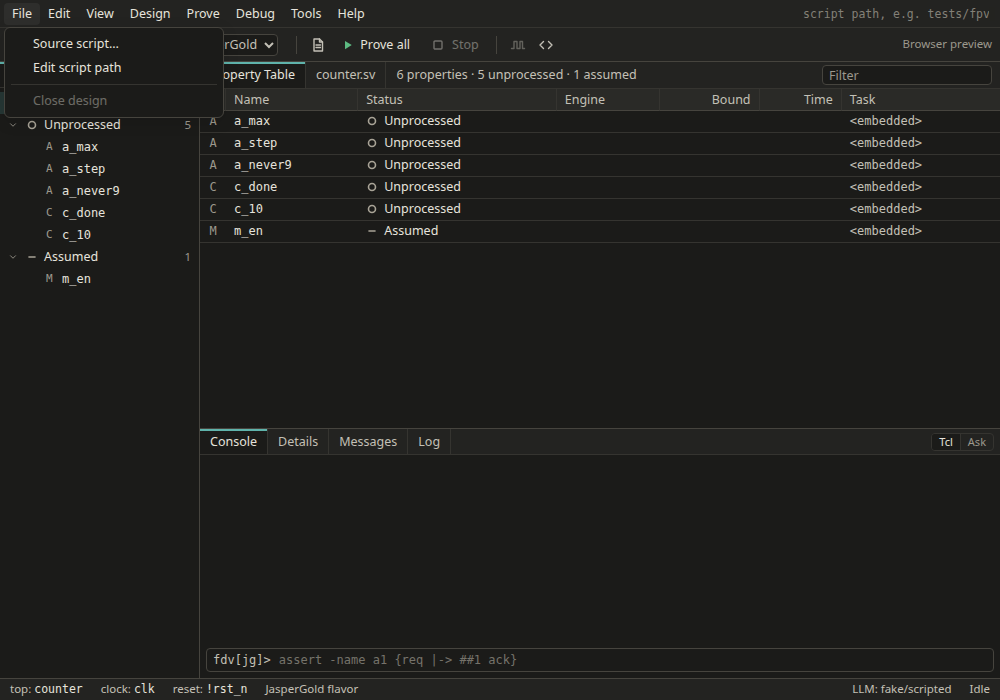 File Edit View Design Prove Debug Tools Help script path, e.g. tests/fpv
Source script...
Edit script path
Close design
rGold Prove all Stop Browser preview
operty Table counter.sv 6 properties · 5 unprocessed · 1 assumed Filter
Name Status Engine Bound Time Task
A a_max Unprocessed <embedded>
A a_step Unprocessed <embedded>
A a_never9 Unprocessed <embedded>
C c_done Unprocessed <embedded>
C c_10 Unprocessed <embedded>
M m_en Assumed <embedded>
Unprocessed 5
A a_max
A a_step
A a_never9
C c_done
C c_10
Assumed 1
M m_en
Console Details Messages Log Tcl Ask
fdv[jg]> assert -name a1 {req |-> ##1 ack}
top: counter clock: clk reset: !rst_n JasperGold flavor LLM: fake/scripted Idle